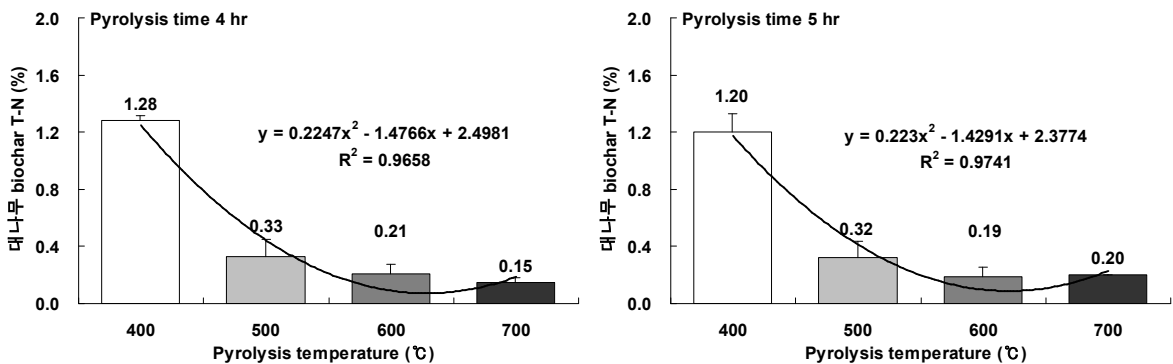 Pyrolysis time 4 hr
대나무 biochar T-N (%)
2.0
1.6
1.2
0.8
0.4
0.0
1.28
0.33
0.21
0.15
y = 0.2247x² - 1.4766x + 2.4981
R² = 0.9658
400 500 600 700
Pyrolysis temperature (℃)
Pyrolysis time 5 hr
대나무 biochar T-N (%)
2.0
1.6
1.2
0.8
0.4
0.0
1.20
0.32
0.19
0.20
y = 0.223x² - 1.4291x + 2.3774
R² = 0.9741
400 500 600 700
Pyrolysis temperature (℃)